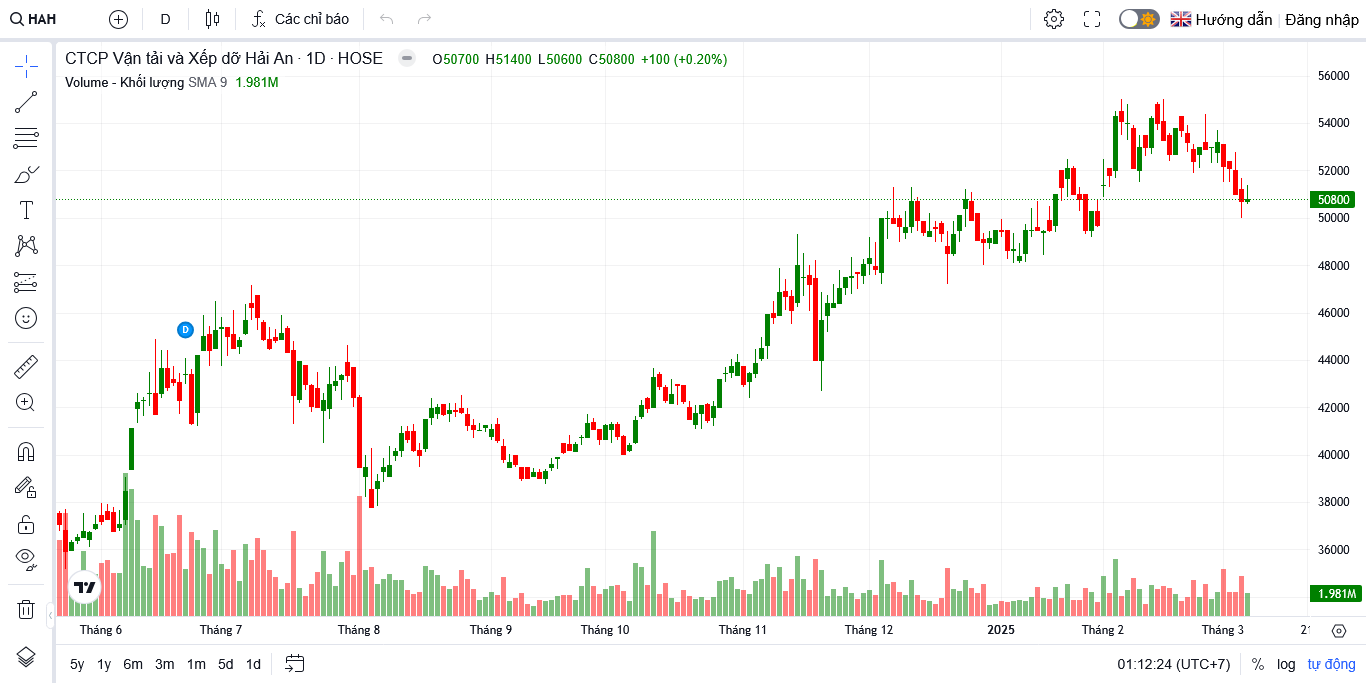 HAH D Các chỉ báo Hướng dẫn Đăng nhập
CTCP Vận tải và Xếp dỡ Hải An · 1D · HOSE O50700 H51400 L50600 C50800 +100 (+0.20%)
Volume - Khối lượng SMA 9 1.981M
56000
54000
52000
50800
50000
48000
46000
D
44000
42000
40000
38000
36000
1.981M
Tháng 6 Tháng 7 Tháng 8 Tháng 9 Tháng 10 Tháng 11 Tháng 12 2025 Tháng 2 Tháng 3 21
5y 1y 6m 3m 1m 5d 1d 01:12:24 (UTC+7) % log tự động